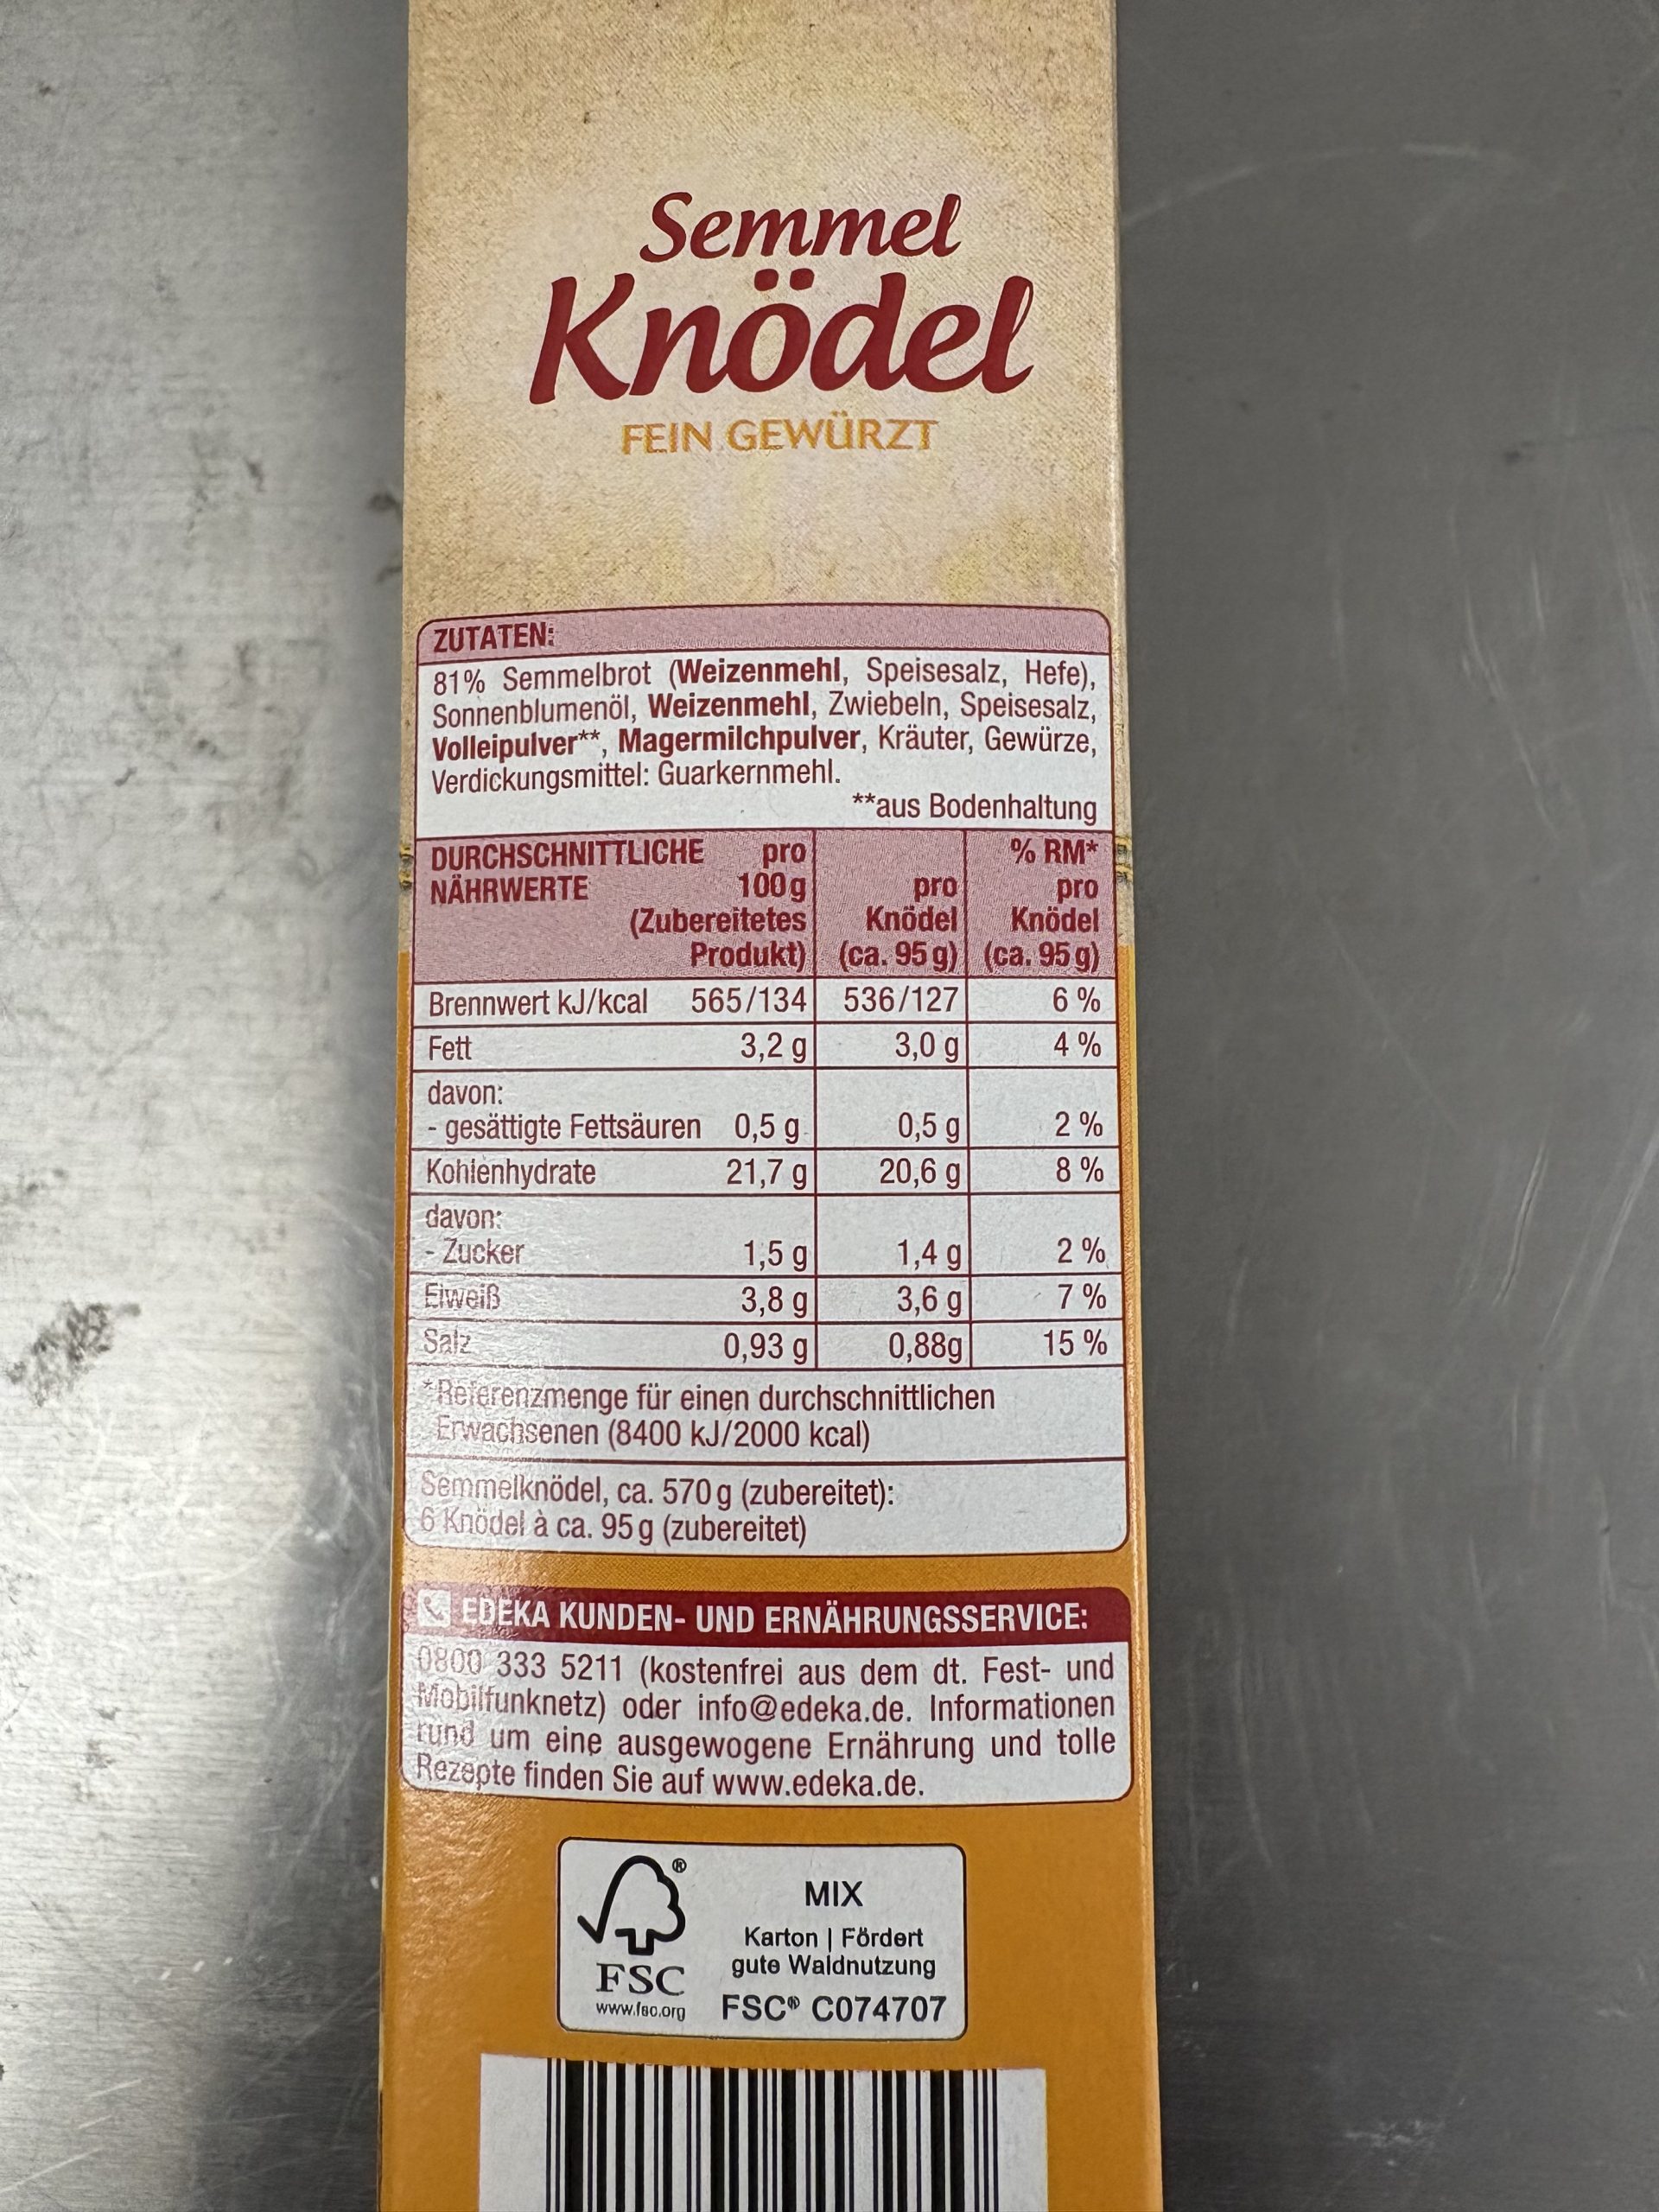 Semmel
Knödel
FEIN GEWÜRZT
ZUTATEN:
81% Semmelbrot (Weizenmehl, Speisesalz, Hefe),
Sonnenblumenöl, Weizenmehl, Zwiebeln, Speisesalz,
Volleipulver**, Magermilchpulver, Kräuter, Gewürze,
Verdickungsmittel: Guarkernmehl.
**aus Bodenhaltung
DURCHSCHNITTLICHE pro % RM*
NÄHRWERTE 100 g pro pro
(Zubereitetes Knödel Knödel
Produkt) (ca. 95 g) (ca. 95 g)
Brennwert kJ/kcal 565/134 536/127 6 %
Fett 3,2 g 3,0 g 4 %
davon:
- gesättigte Fettsäuren 0,5 g 0,5 g 2 %
Kohlenhydrate 21,7 g 20,6 g 8 %
davon:
- Zucker 1,5 g 1,4 g 2 %
Eiweiß 3,8 g 3,6 g 7 %
Salz 0,93 g 0,88g 15 %
*Referenzmenge für einen durchschnittlichen
Erwachsenen (8400 kJ/2000 kcal)
Semmelknödel, ca. 570 g (zubereitet):
6 Knödel à ca. 95 g (zubereitet)
EDEKA KUNDEN- UND ERNÄHRUNGSSERVICE:
0800 333 5211 (kostenfrei aus dem dt. Fest- und
Mobilfunknetz) oder info@edeka.de. Informationen
rund um eine ausgewogene Ernährung und tolle
Rezepte finden Sie auf www.edeka.de.
®
MIX
Karton | Fördert
gute Waldnutzung
FSC
www.fsc.org
FSC® C074707